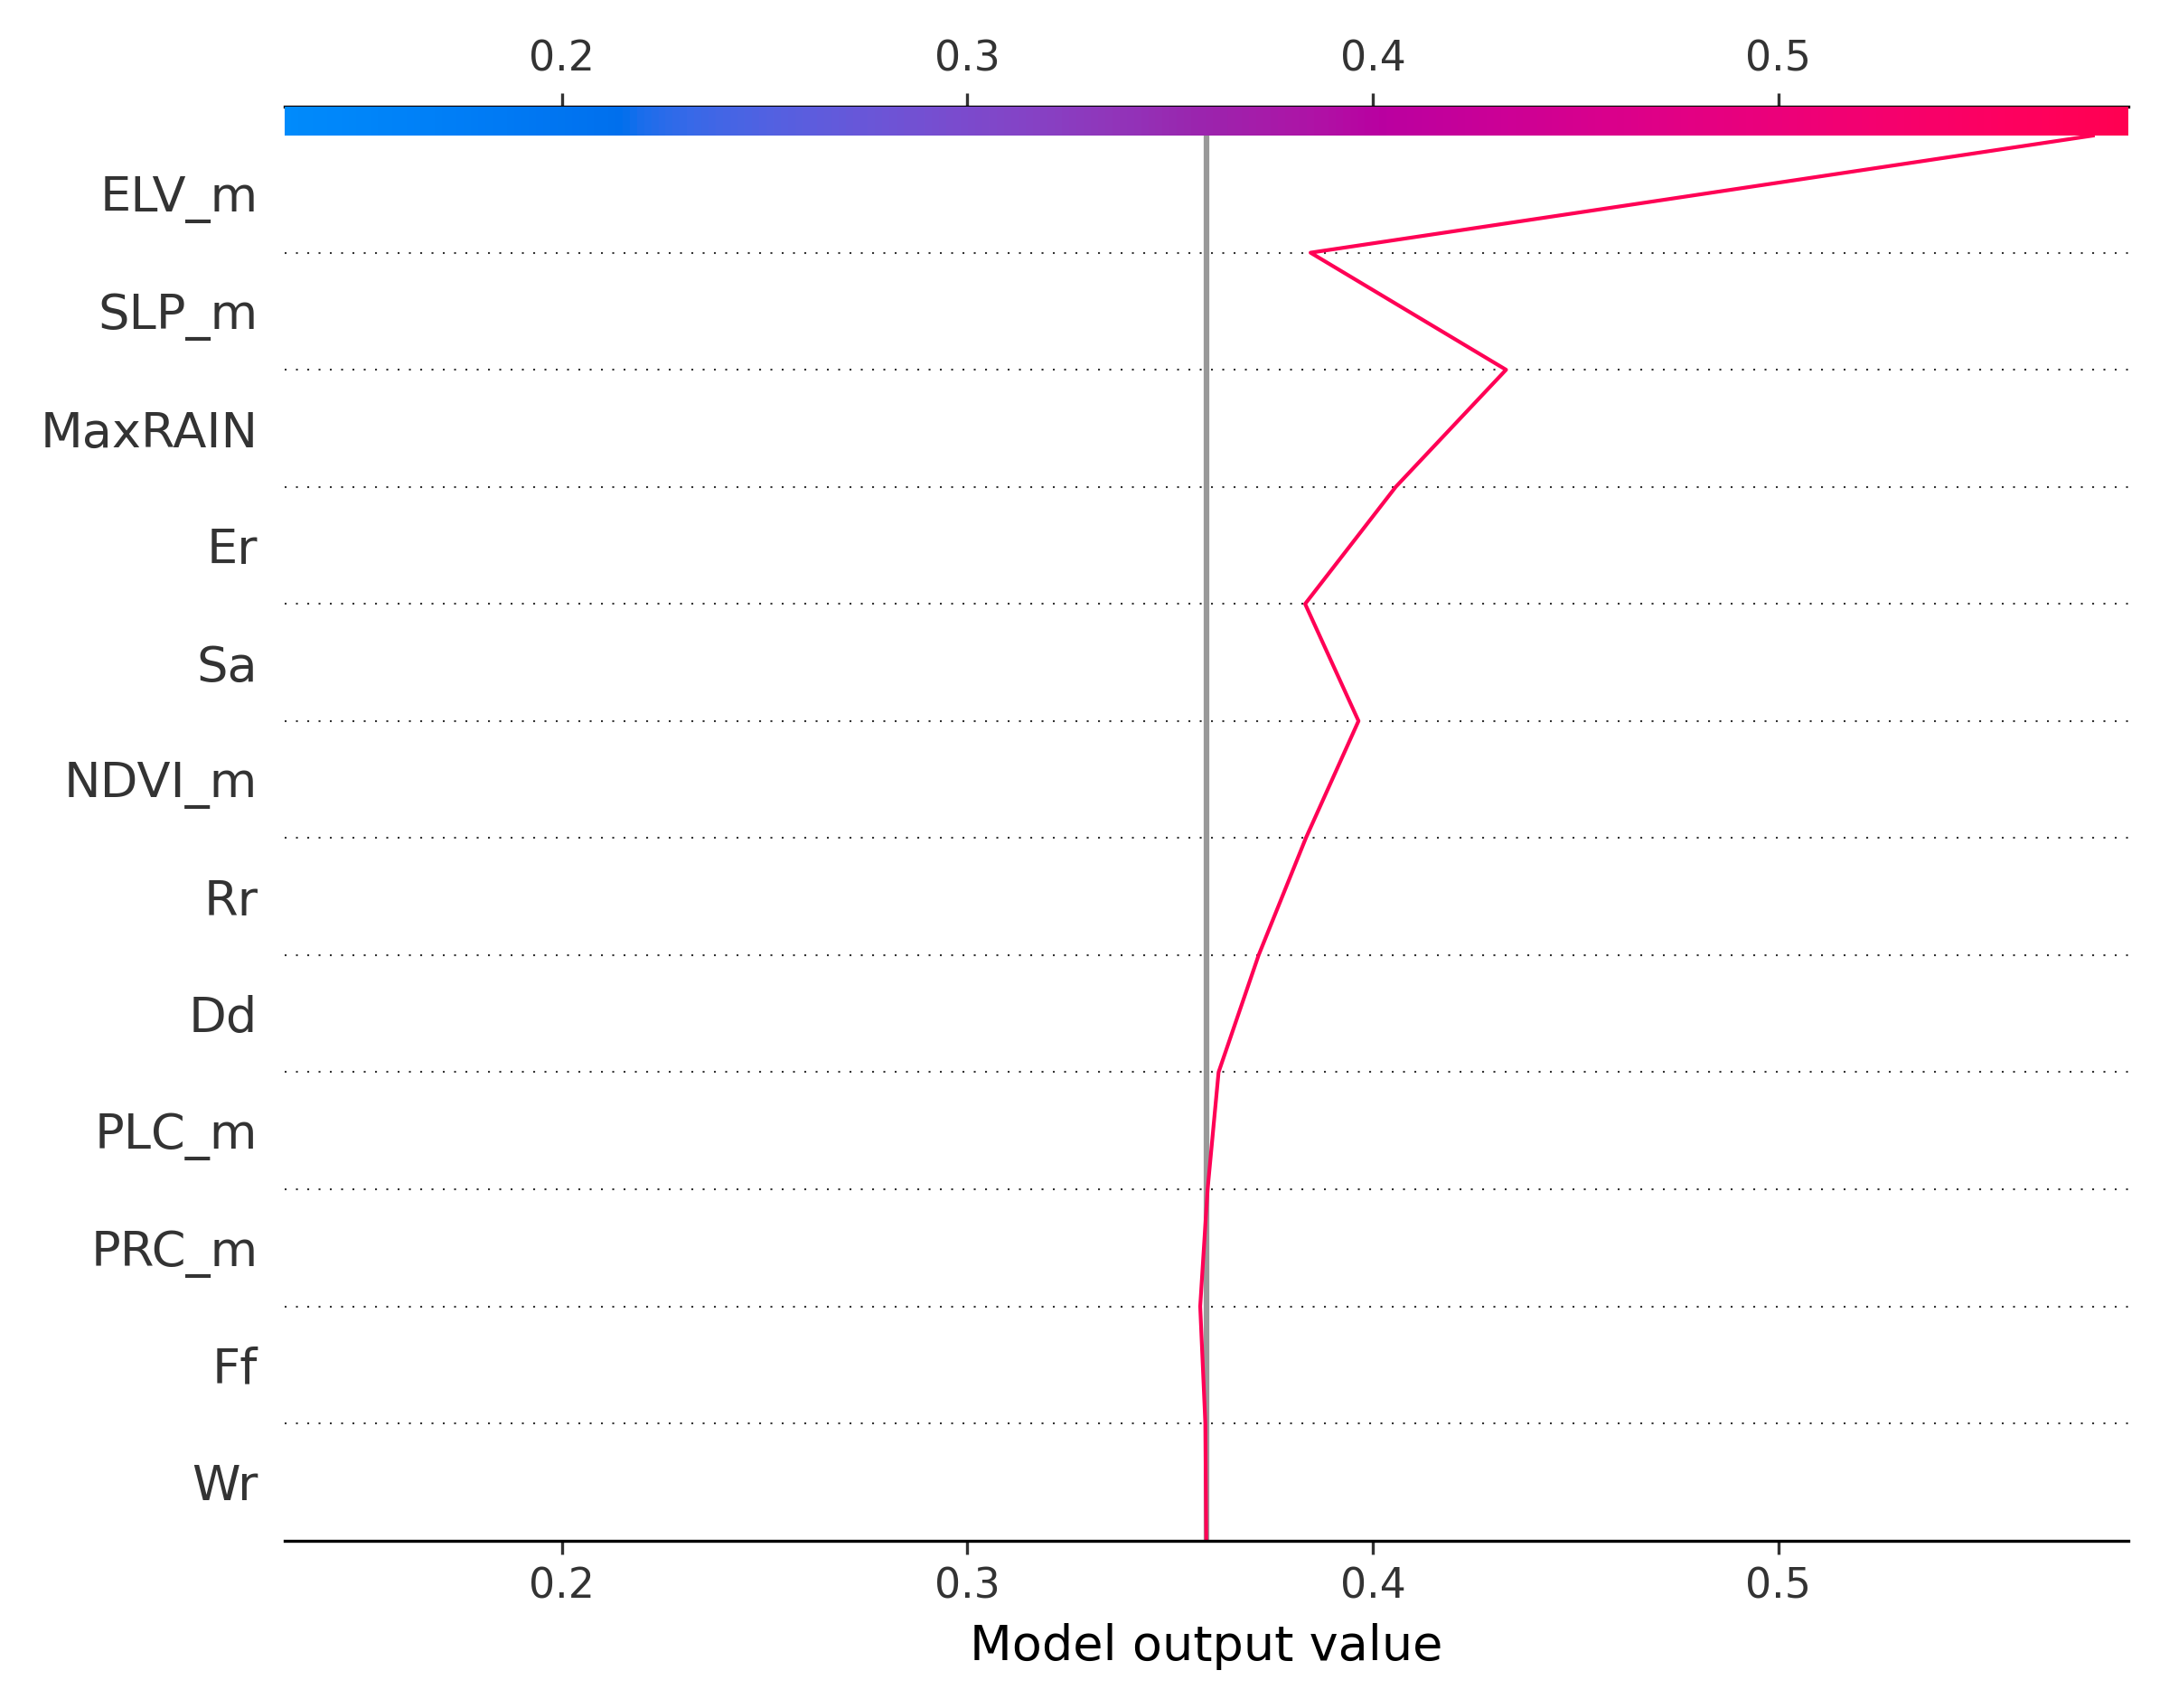 0.2 0.3 0.4 0.5
ELV_m
SLP_m
MaxRAIN
Er
Sa
NDVI_m
Rr
Dd
PLC_m
PRC_m
Ff
Wr
0.2 0.3 0.4 0.5
Model output value